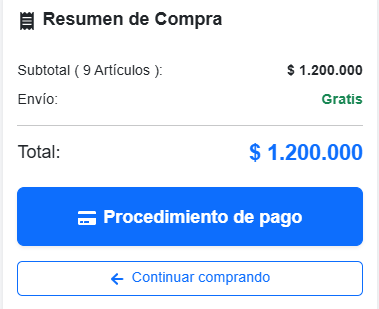 Resumen de Compra
Subtotal ( 9 Artículos ): $ 1.200.000
Envío: Gratis
Total: $ 1.200.000
Procedimiento de pago
Continuar comprando